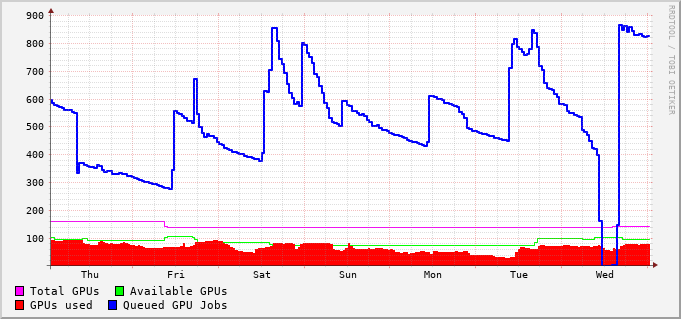 900
800
700
600
500
400
300
200
100
Thu Fri Sat Sun Mon Tue Wed
Total GPUs Available GPUs
GPUs used Queued GPU Jobs
RRDTOOL / TOBI OETIKER